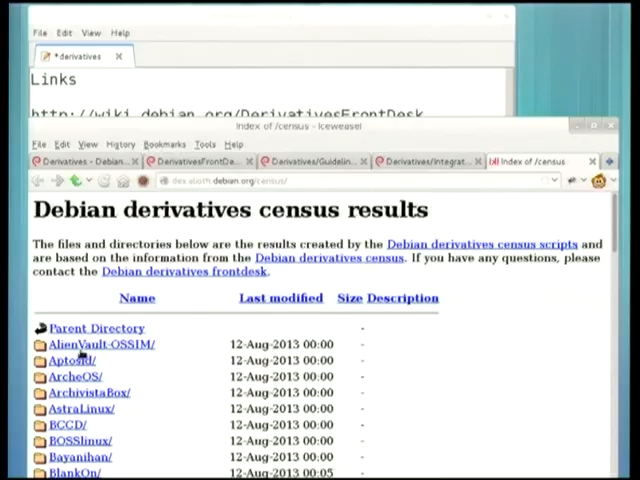 File Edit View Help
*derivatives
Links
http://wiki.debian.org/DerivativesFrontDesk
Index of /census - Iceweasel
File Edit View History Bookmarks Tools Help
Derivatives - Debian... DerivativesFrontDe... Derivatives/Guidelin... Derivatives/Integrat... Index of /census
dex.alioth.debian.org/census/
Debian derivatives census results
The files and directories below are the results created by the Debian derivatives census scripts and
are based on the information from the Debian derivatives census. If you have any questions, please
contact the Debian derivatives frontdesk.
Name Last modified Size Description
Parent Directory -
AlienVault-OSSIM/ 12-Aug-2013 00:00 -
Aptosid/ 12-Aug-2013 00:00 -
ArcheOS/ 12-Aug-2013 00:00 -
ArchivistaBox/ 12-Aug-2013 00:00 -
AstraLinux/ 12-Aug-2013 00:00 -
BCCD/ 12-Aug-2013 00:00 -
BOSSlinux/ 12-Aug-2013 00:00 -
Bayanihan/ 12-Aug-2013 00:00 -
BlankOn/ 12-Aug-2013 00:05 -